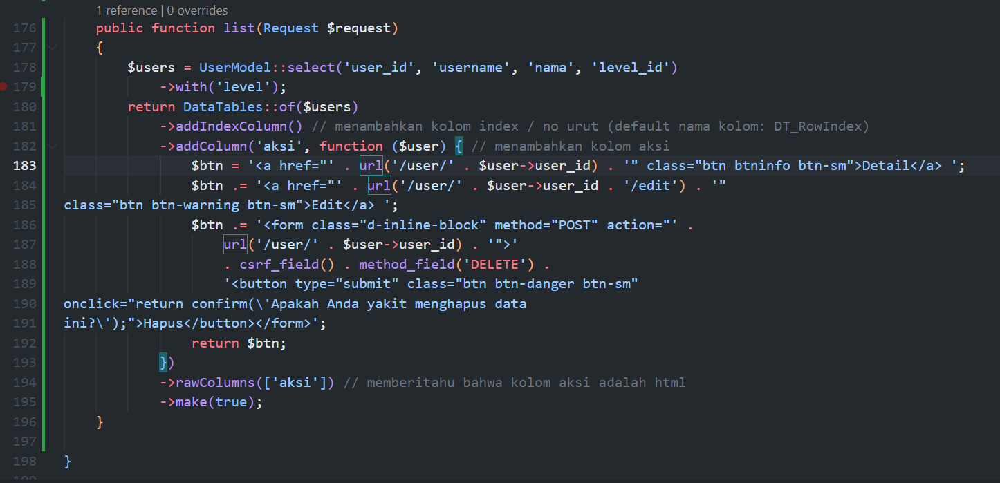 1 reference | 0 overrides
176 public function list(Request $request)
177 {
178 $users = UserModel::select('user_id', 'username', 'nama', 'level_id')
179 ->with('level');
180 return DataTables::of($users)
181 ->addIndexColumn() // menambahkan kolom index / no urut (default nama kolom: DT_RowIndex)
182 ->addColumn('aksi', function ($user) { // menambahkan kolom aksi
183 $btn = '<a href="' . url('/user/' . $user->user_id) . '" class="btn btninfo btn-sm">Detail</a> ';
184 $btn .= '<a href="' . url('/user/' . $user->user_id . '/edit') . '"
185 class="btn btn-warning btn-sm">Edit</a> ';
186 $btn .= '<form class="d-inline-block" method="POST" action="' .
187 url('/user/' . $user->user_id) . '">'
188 . csrf_field() . method_field('DELETE') .
189 '<button type="submit" class="btn btn-danger btn-sm"
190 onclick="return confirm(\'Apakah Anda yakit menghapus data
191 ini?\');">Hapus</button></form>';
192 return $btn;
193 })
194 ->rawColumns(['aksi']) // memberitahu bahwa kolom aksi adalah html
195 ->make(true);
196 }
197
198 }